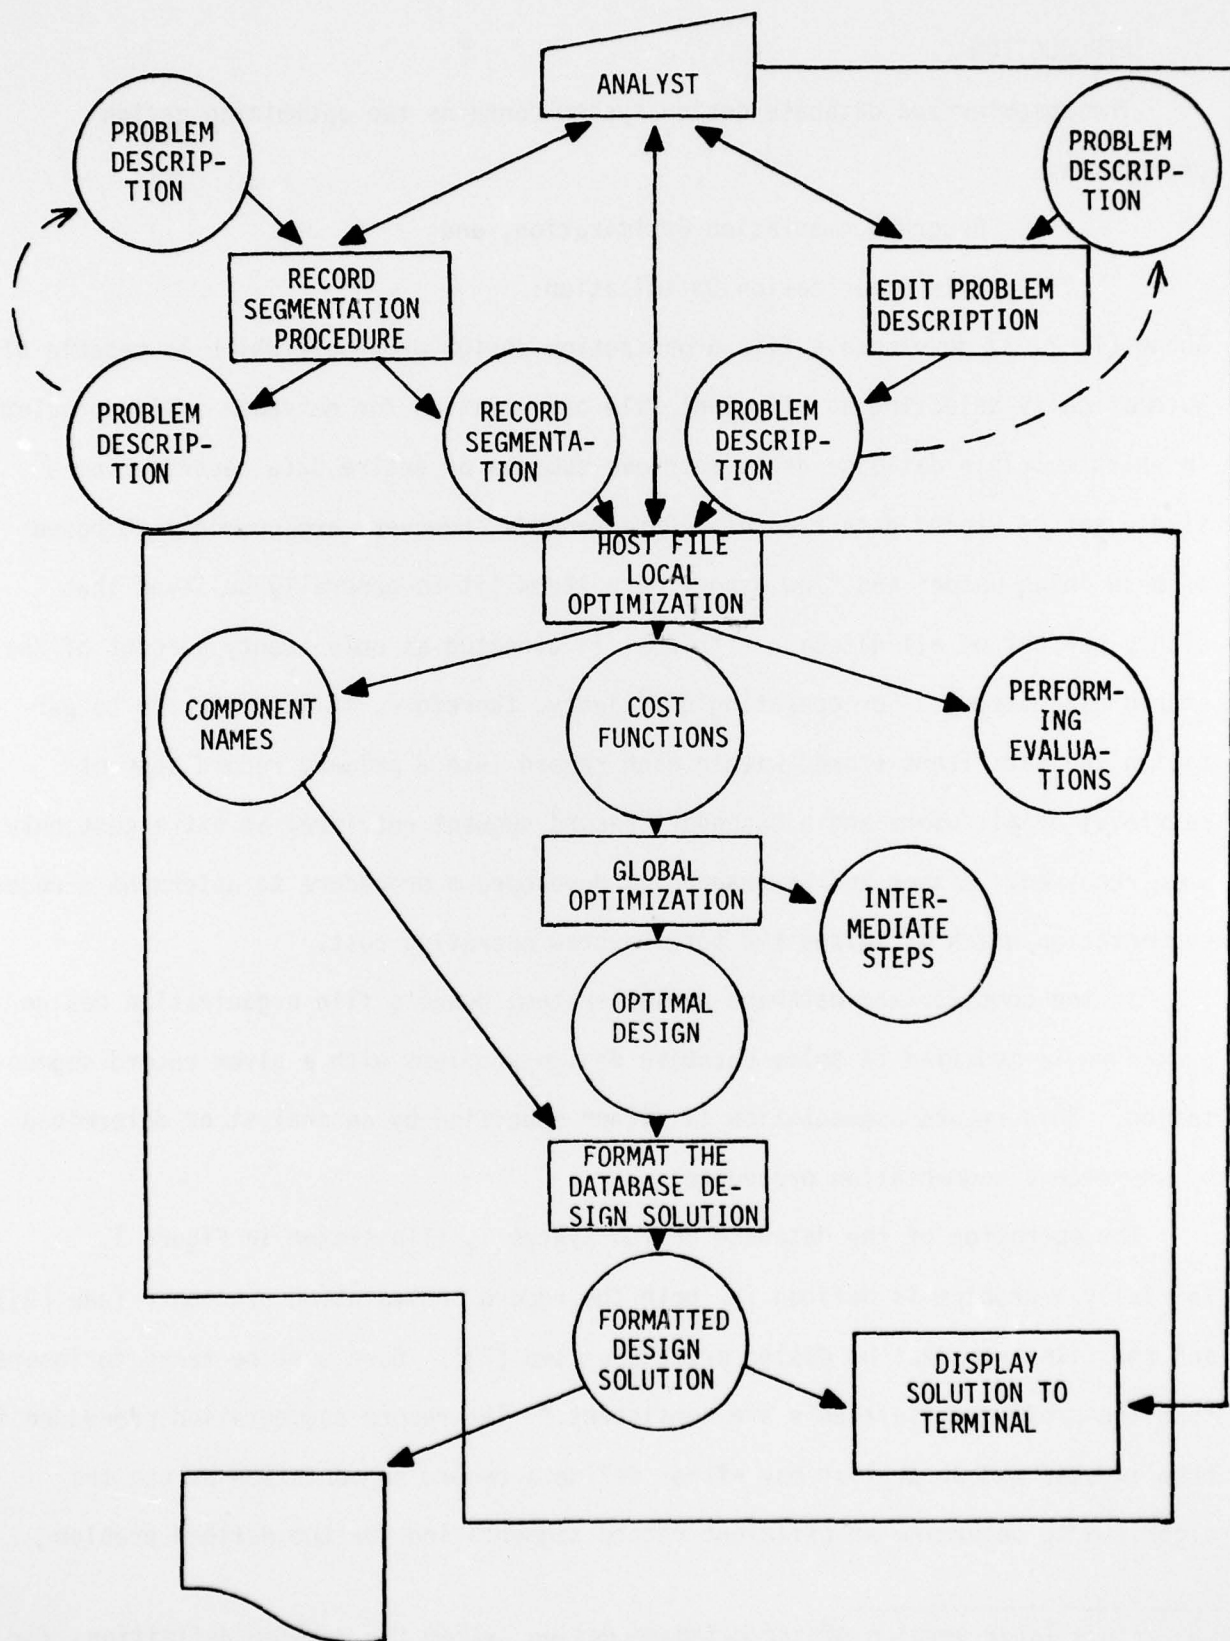 ANALYST
PROBLEM
DESCRIP-
TION
PROBLEM
DESCRIP-
TION
RECORD
SEGMENTATION
PROCEDURE
EDIT PROBLEM
DESCRIPTION
PROBLEM
DESCRIP-
TION
RECORD
SEGMENTA-
TION
PROBLEM
DESCRIP-
TION
HOST FILE
LOCAL
OPTIMIZATION
COMPONENT
NAMES
COST
FUNCTIONS
PERFORM-
ING
EVALUA-
TIONS
GLOBAL
OPTIMIZATION
INTER-
MEDIATE
STEPS
OPTIMAL
DESIGN
FORMAT THE
DATABASE DE-
SIGN SOLUTION
FORMATTED
DESIGN
SOLUTION
DISPLAY
SOLUTION TO
TERMINAL